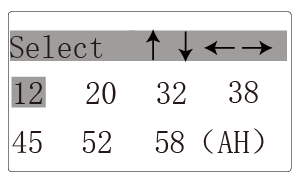 Select ↑ ↓ ← →
12 20 32 38
45 52 58 (AH)